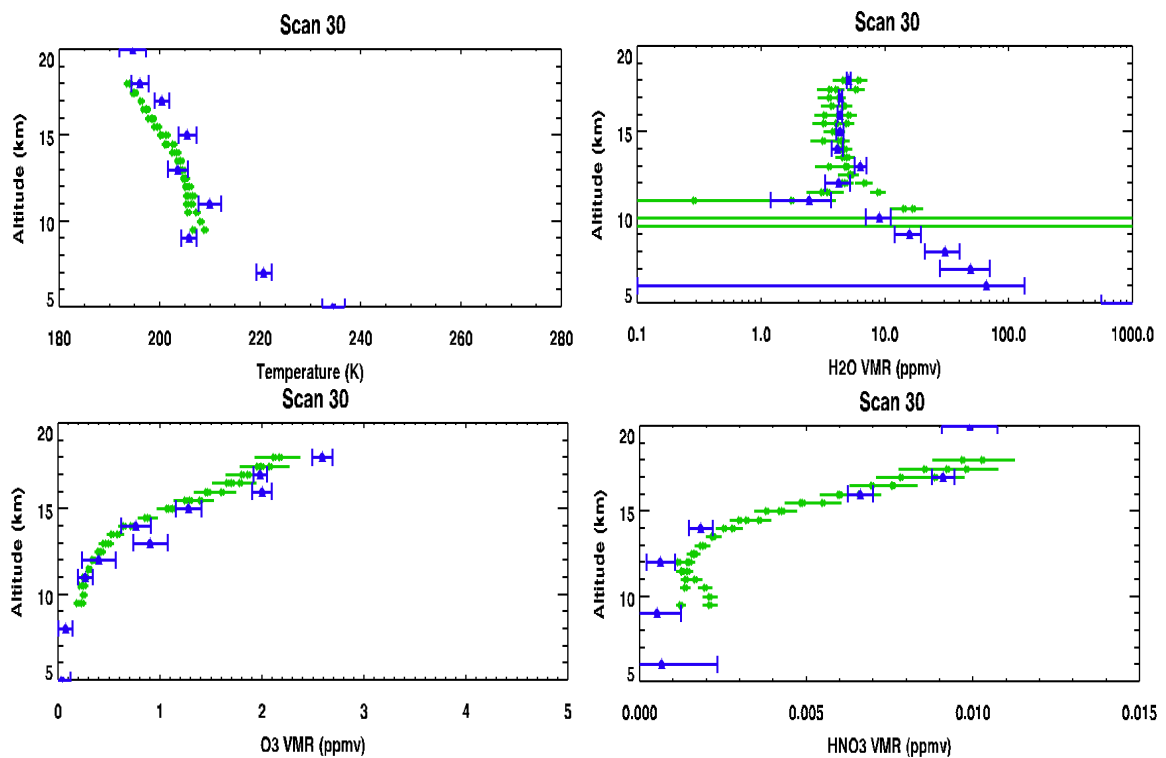 Scan 30
Altitude (km)
20
15
10
5
180 200 220 240 260 280
Temperature (K)
Scan 30
Altitude (km)
20
15
10
5
0.1 1.0 10.0 100.0 1000.0
H2O VMR (ppmv)
Scan 30
Altitude (km)
20
15
10
5
0 1 2 3 4 5
O3 VMR (ppmv)
Scan 30
Altitude (km)
20
15
10
5
0.000 0.005 0.010 0.015
HNO3 VMR (ppmv)